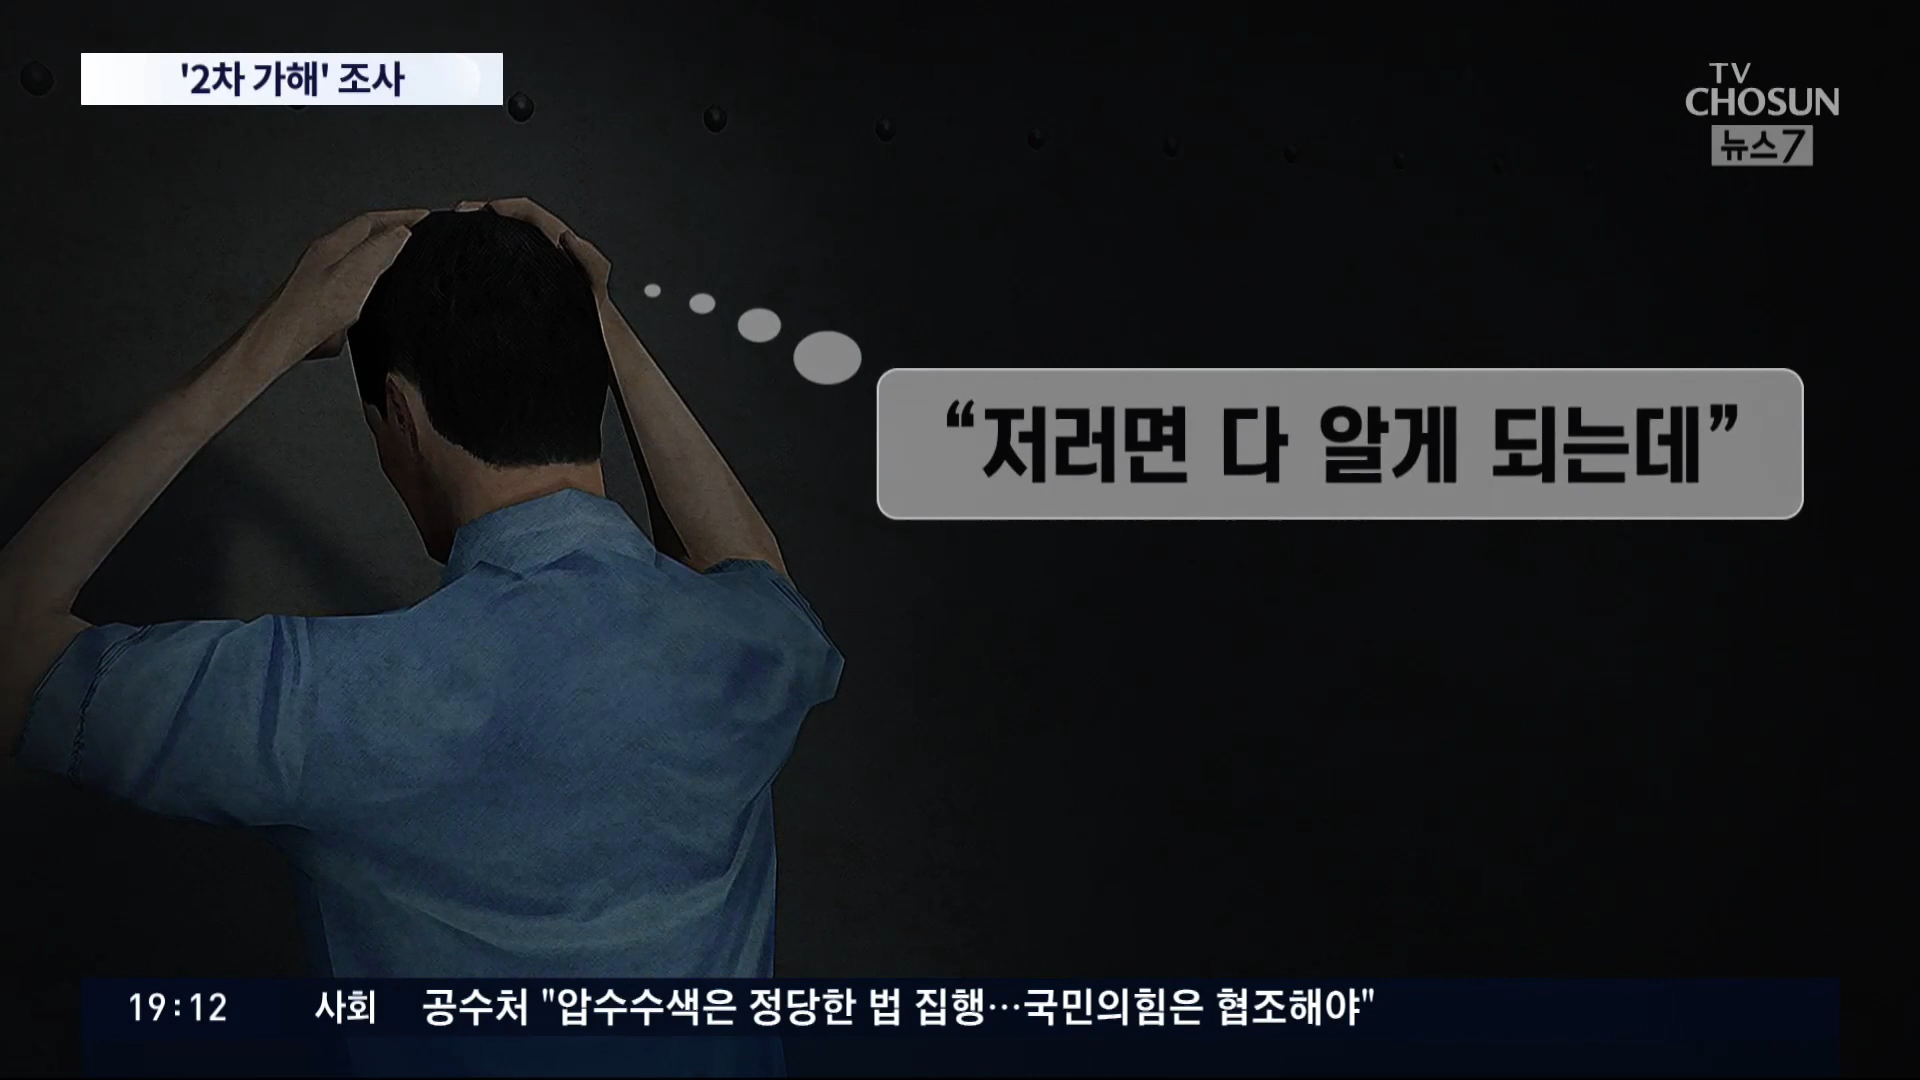 '2차 가해' 조사
TV
CHOSUN
뉴스7
“저러면 다 알게 되는데”
19:12 사회 공수처 "압수수색은 정당한 법 집행…국민의힘은 협조해야"